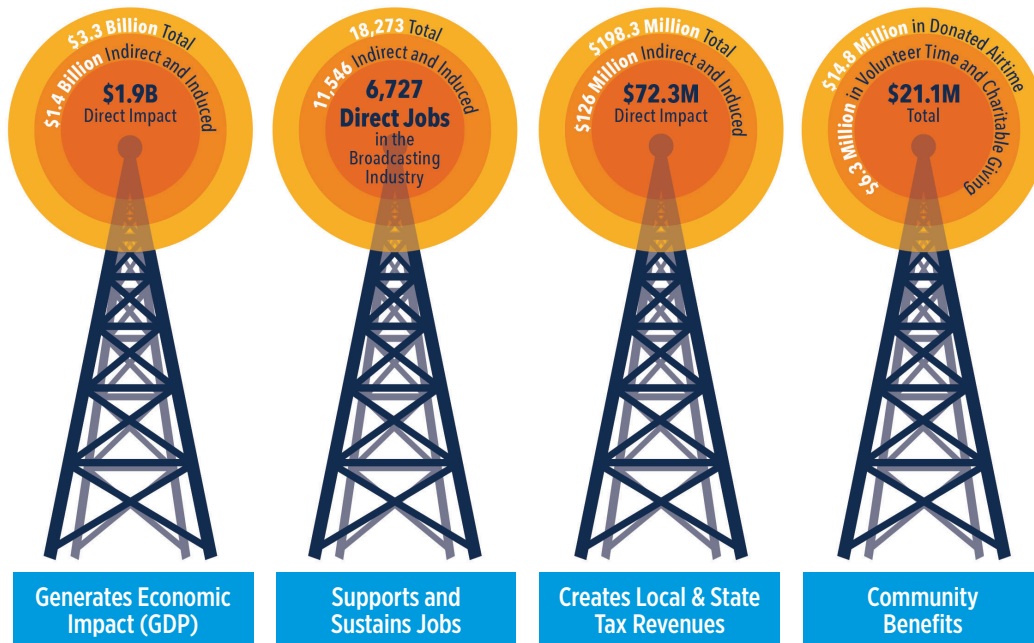 $3.3 Billion Total
$1.4 Billion Indirect and Induced
$1.9B
Direct Impact
Generates Economic
Impact (GDP)
18,273 Total
11,546 Indirect and Induced
6,727
Direct Jobs
in the
Broadcasting
Industry
Supports and
Sustains Jobs
$198.3 Million Total
$126 Million Indirect and Induced
$72.3M
Direct Impact
Creates Local & State
Tax Revenues
$14.8 Million in Donated Airtime
$6.3 Million in Volunteer Time and Charitable Giving
$21.1M
Total
Community
Benefits